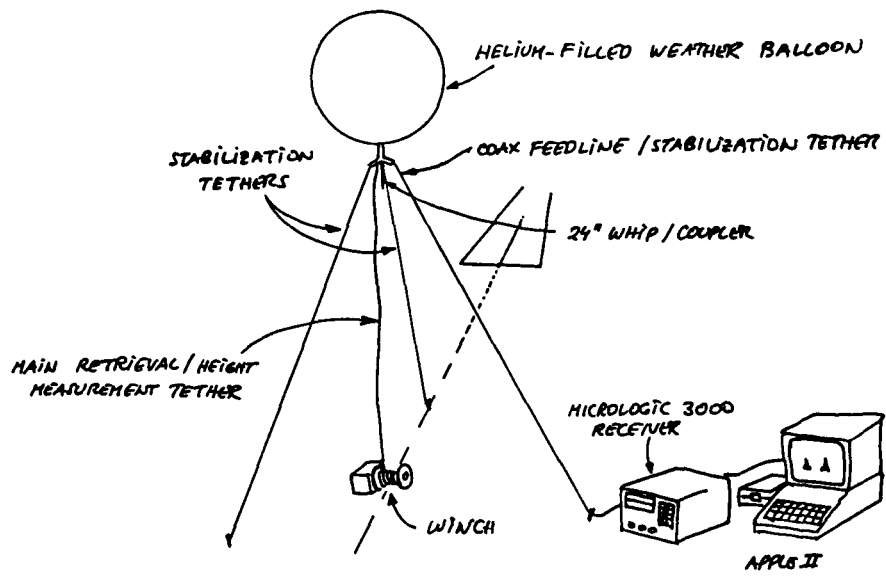 HELIUM-FILLED WEATHER BALLOON
STABILIZATION
TETHERS
COAX FEEDLINE / STABILIZATION TETHER
24" WHIP / COUPLER
MAIN RETRIEVAL / HEIGHT
MEASUREMENT TETHER
MICROLOGIC 3000
RECEIVER
WINCH
APPLE II